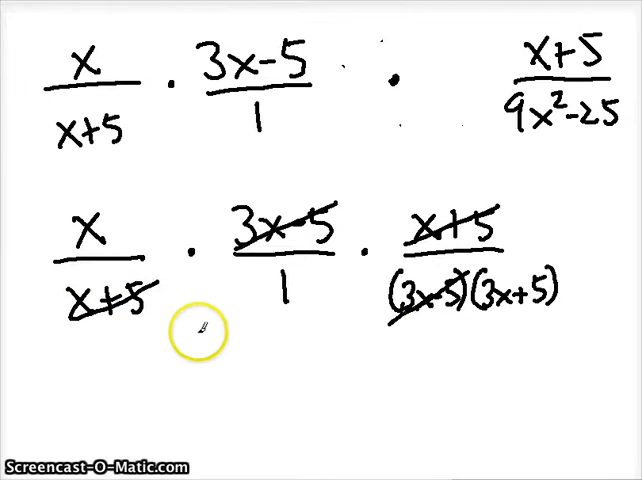 x/(x+5) · (3x-5)/1 · (x+5)/(9x²-25)
x/(x+5) · (3x-5)/1 · (x+5)/((3x-5)(3x+5))
Screencast-O-Matic.com